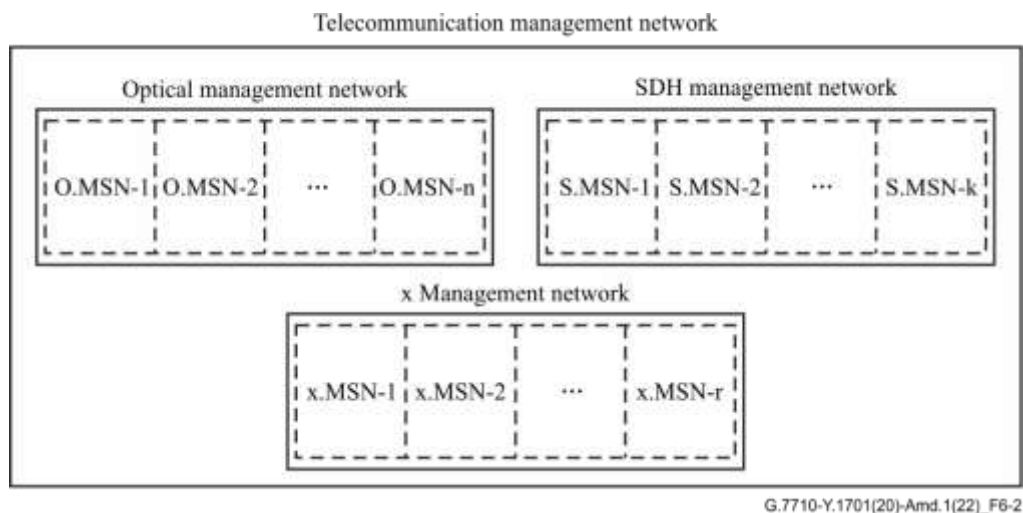 Telecommunication management network
Optical management network
SDH management network
O.MSN-1 O.MSN-2 ... O.MSN-n
S.MSN-1 S.MSN-2 ... S.MSN-k
x Management network
x.MSN-1 x.MSN-2 ... x.MSN-r
G.7710-Y.1701(20)-Amd.1(22)_F6-2